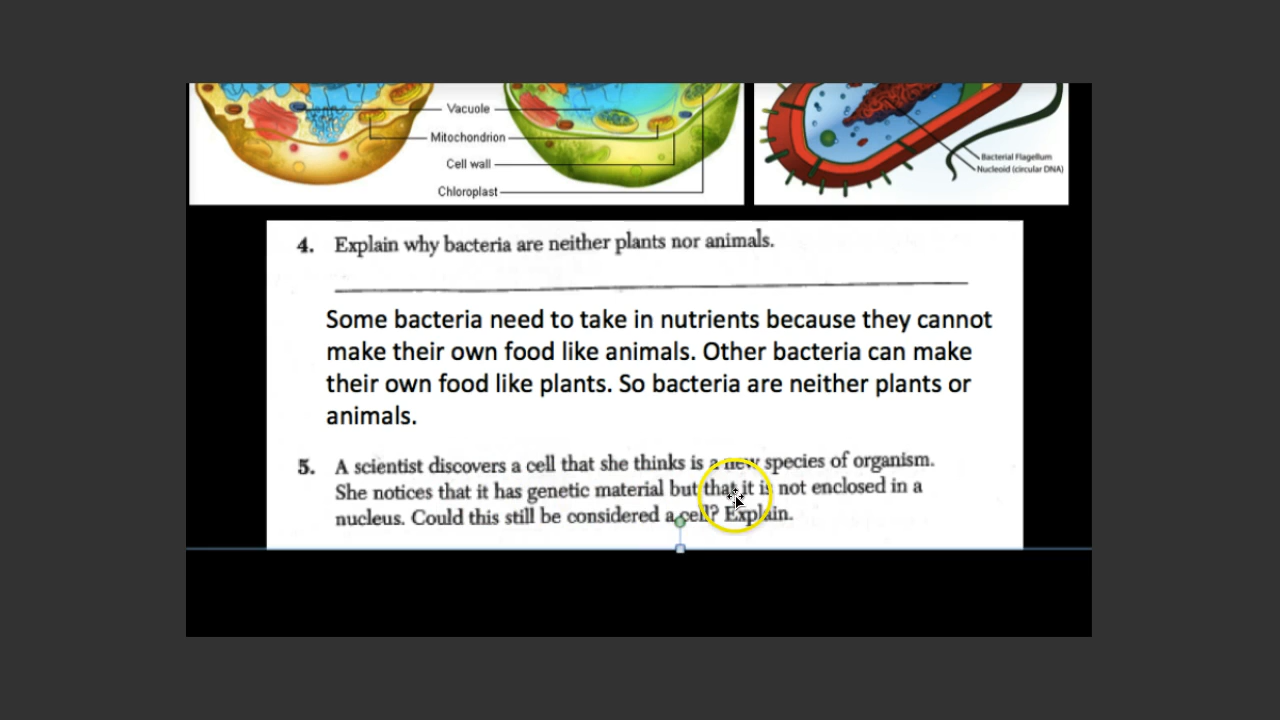 Vacuole
Mitochondrion
Cell wall
Chloroplast
Bacterial Flagellum
Nucleoid (circular DNA)
4. Explain why bacteria are neither plants nor animals.
Some bacteria need to take in nutrients because they cannot
make their own food like animals. Other bacteria can make
their own food like plants. So bacteria are neither plants or
animals.
5. A scientist discovers a cell that she thinks is a new species of organism.
She notices that it has genetic material but that it is not enclosed in a
nucleus. Could this still be considered a cell? Explain.